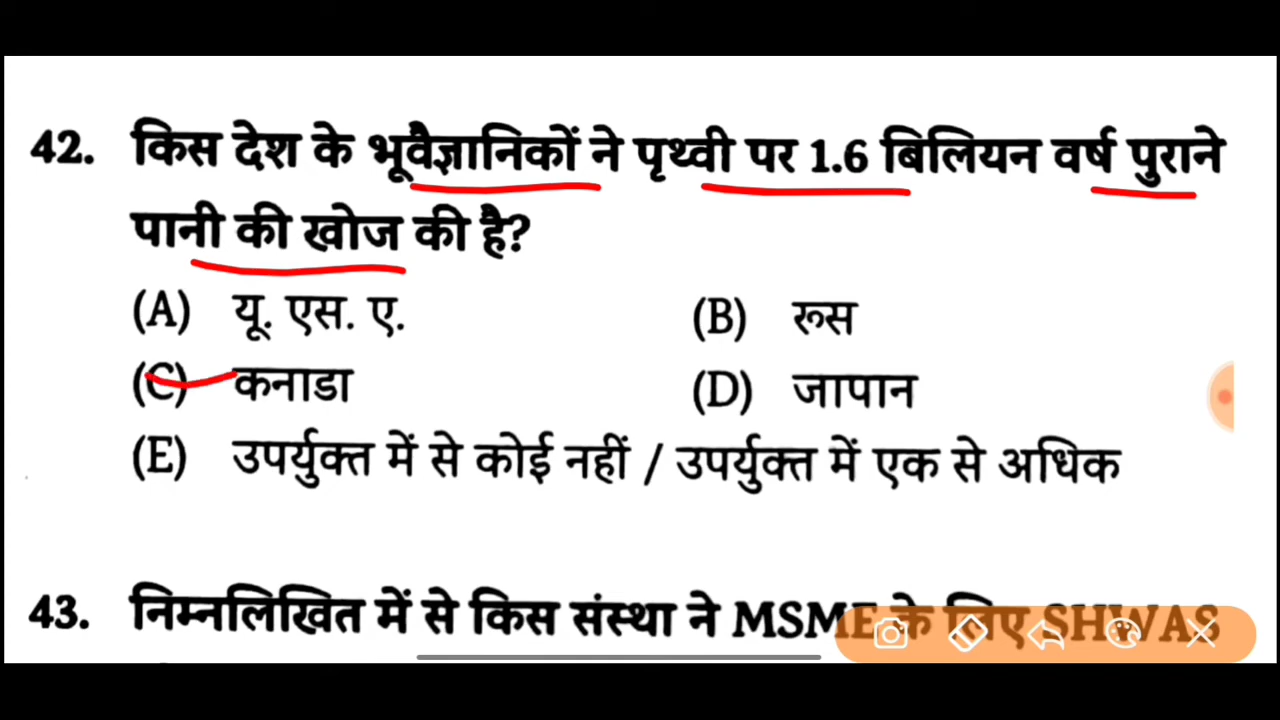 42. किस देश के भूवैज्ञानिकों ने पृथ्वी पर 1.6 बिलियन वर्ष पुराने
पानी की खोज की है?
(A) यू. एस. ए. (B) रूस
(C) कनाडा (D) जापान
(E) उपर्युक्त में से कोई नहीं / उपर्युक्त में एक से अधिक
43. निम्नलिखित में से किस संस्था ने MSME के लिए SHWAS